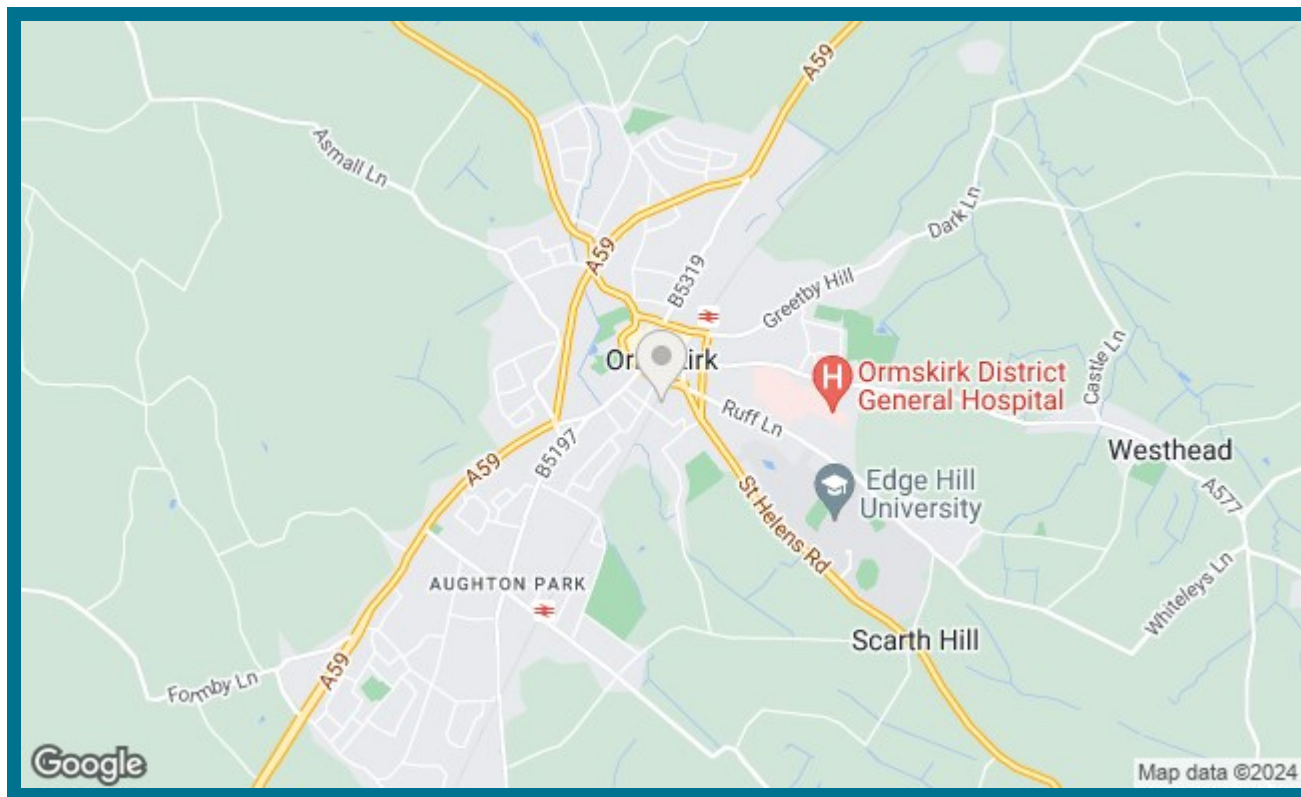 A59
Asmall Ln
A59
B5319
Dark Ln
Greetby Hill
Castle Ln
Ormskirk District
General Hospital
Ruff Ln
Westhead
B5197
A59
Edge Hill
University
A577
St Helens Rd
AUGHTON PARK
Whiteleys Ln
Scarth Hill
A59
Formby Ln
Google
Map data ©2024